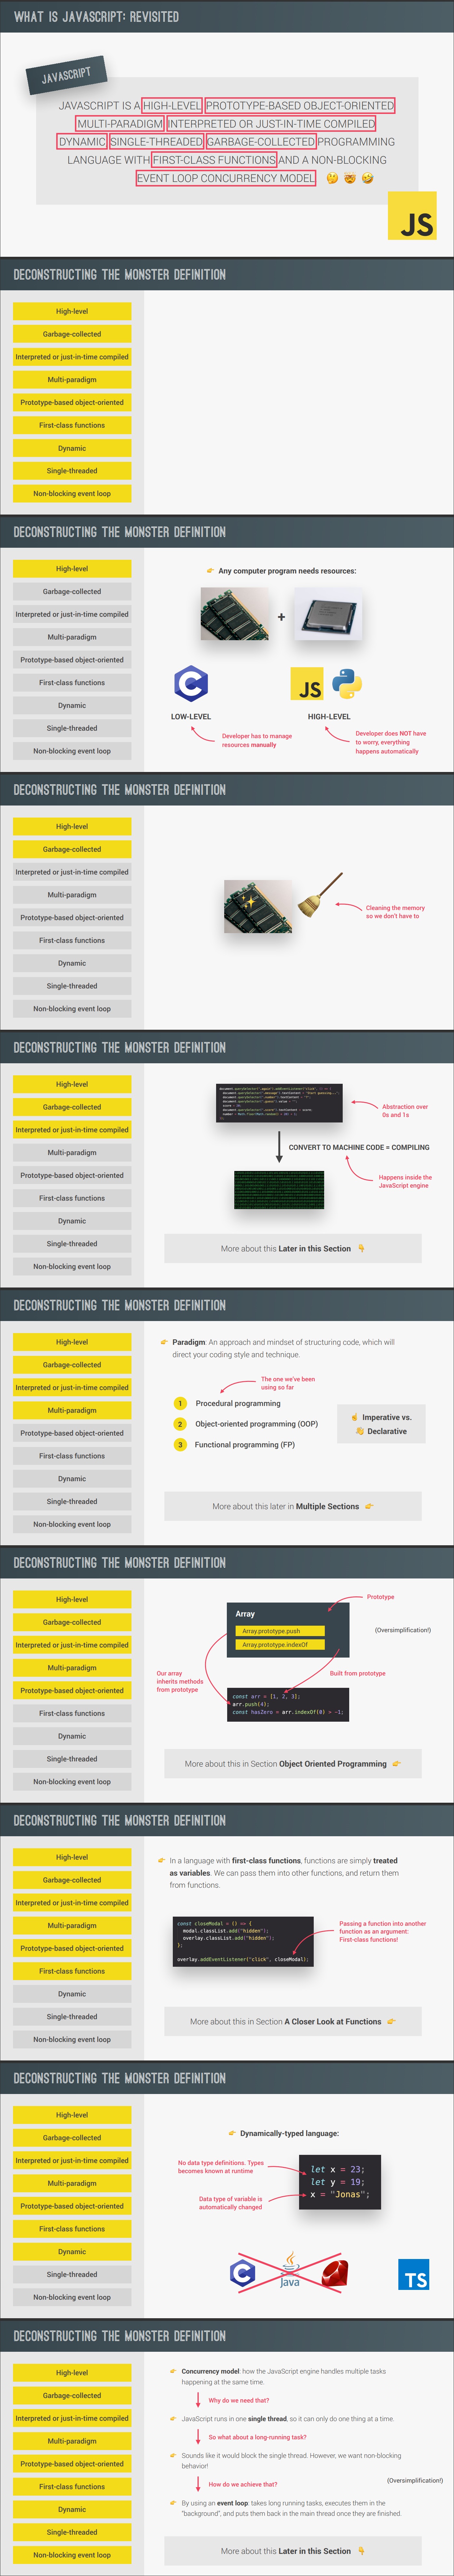 WHAT IS JAVASCRIPT: REVISITED
JAVASCRIPT
JAVASCRIPT IS A HIGH-LEVEL PROTOTYPE-BASED OBJECT-ORIENTED
MULTI-PARADIGM INTERPRETED OR JUST-IN-TIME COMPILED
DYNAMIC SINGLE-THREADED GARBAGE-COLLECTED PROGRAMMING
LANGUAGE WITH FIRST-CLASS FUNCTIONS AND A NON-BLOCKING
EVENT LOOP CONCURRENCY MODEL 🤔 🤯 🤣
JS
DECONSTRUCTING THE MONSTER DEFINITION
High-level
Garbage-collected
Interpreted or just-in-time compiled
Multi-paradigm
Prototype-based object-oriented
First-class functions
Dynamic
Single-threaded
Non-blocking event loop
DECONSTRUCTING THE MONSTER DEFINITION
High-level
Garbage-collected
Interpreted or just-in-time compiled
Multi-paradigm
Prototype-based object-oriented
First-class functions
Dynamic
Single-threaded
Non-blocking event loop
👉 Any computer program needs resources:
+
C
JS
LOW-LEVEL
HIGH-LEVEL
Developer has to manage
resources manually
Developer does NOT have
to worry, everything
happens automatically
DECONSTRUCTING THE MONSTER DEFINITION
High-level
Garbage-collected
Interpreted or just-in-time compiled
Multi-paradigm
Prototype-based object-oriented
First-class functions
Dynamic
Single-threaded
Non-blocking event loop
Cleaning the memory
so we don't have to
DECONSTRUCTING THE MONSTER DEFINITION
High-level
Garbage-collected
Interpreted or just-in-time compiled
Multi-paradigm
Prototype-based object-oriented
First-class functions
Dynamic
Single-threaded
Non-blocking event loop
Abstraction over
0s and 1s
CONVERT TO MACHINE CODE = COMPILING
Happens inside the
JavaScript engine
More about this Later in this Section 👇
DECONSTRUCTING THE MONSTER DEFINITION
High-level
Garbage-collected
Interpreted or just-in-time compiled
Multi-paradigm
Prototype-based object-oriented
First-class functions
Dynamic
Single-threaded
Non-blocking event loop
👉 Paradigm: An approach and mindset of structuring code, which will
direct your coding style and technique.
The one we've been
using so far
1 Procedural programming
2 Object-oriented programming (OOP)
3 Functional programming (FP)
☝ Imperative vs.
👋 Declarative
More about this later in Multiple Sections 👉
DECONSTRUCTING THE MONSTER DEFINITION
High-level
Garbage-collected
Interpreted or just-in-time compiled
Multi-paradigm
Prototype-based object-oriented
First-class functions
Dynamic
Single-threaded
Non-blocking event loop
Prototype
Array
Array.prototype.push
Array.prototype.indexOf
(Oversimplification!)
Our array
inherits methods
from prototype
Built from prototype
const arr = [1, 2, 3];
arr.push(4);
const hasZero = arr.indexOf(0) > -1;
More about this in Section Object Oriented Programming 👉
DECONSTRUCTING THE MONSTER DEFINITION
High-level
Garbage-collected
Interpreted or just-in-time compiled
Multi-paradigm
Prototype-based object-oriented
First-class functions
Dynamic
Single-threaded
Non-blocking event loop
👉 In a language with first-class functions, functions are simply treated
as variables. We can pass them into other functions, and return them
from functions.
const closeModal = () => {
modal.classList.add("hidden");
overlay.classList.add("hidden");
};
overlay.addEventListener("click", closeModal);
Passing a function into another
function as an argument:
First-class functions!
More about this in Section A Closer Look at Functions 👉
DECONSTRUCTING THE MONSTER DEFINITION
High-level
Garbage-collected
Interpreted or just-in-time compiled
Multi-paradigm
Prototype-based object-oriented
First-class functions
Dynamic
Single-threaded
Non-blocking event loop
👉 Dynamically-typed language:
No data type definitions. Types
becomes known at runtime
let x = 23;
let y = 19;
x = "Jonas";
Data type of variable is
automatically changed
C
Java
TS
DECONSTRUCTING THE MONSTER DEFINITION
High-level
Garbage-collected
Interpreted or just-in-time compiled
Multi-paradigm
Prototype-based object-oriented
First-class functions
Dynamic
Single-threaded
Non-blocking event loop
👉 Concurrency model: how the JavaScript engine handles multiple tasks
happening at the same time.
Why do we need that?
👉 JavaScript runs in one single thread, so it can only do one thing at a time.
So what about a long-running task?
👉 Sounds like it would block the single thread. However, we want non-blocking
behavior!
(Oversimplification!)
How do we achieve that?
👉 By using an event loop: takes long running tasks, executes them in the
"background", and puts them back in the main thread once they are finished.
More about this Later in this Section 👇